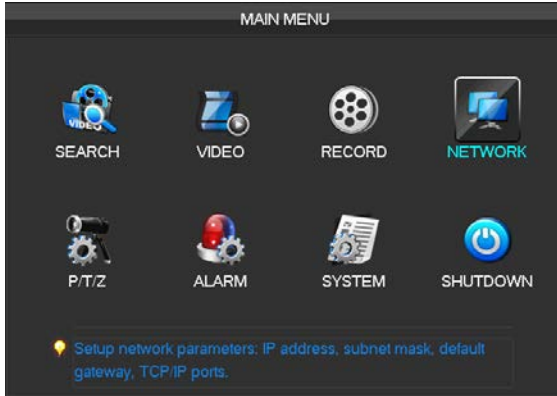 MAIN MENU
VIDEO
SEARCH VIDEO RECORD NETWORK
P/T/Z ALARM SYSTEM SHUTDOWN
Setup network parameters: IP address, subnet mask, default
gateway, TCP/IP ports.